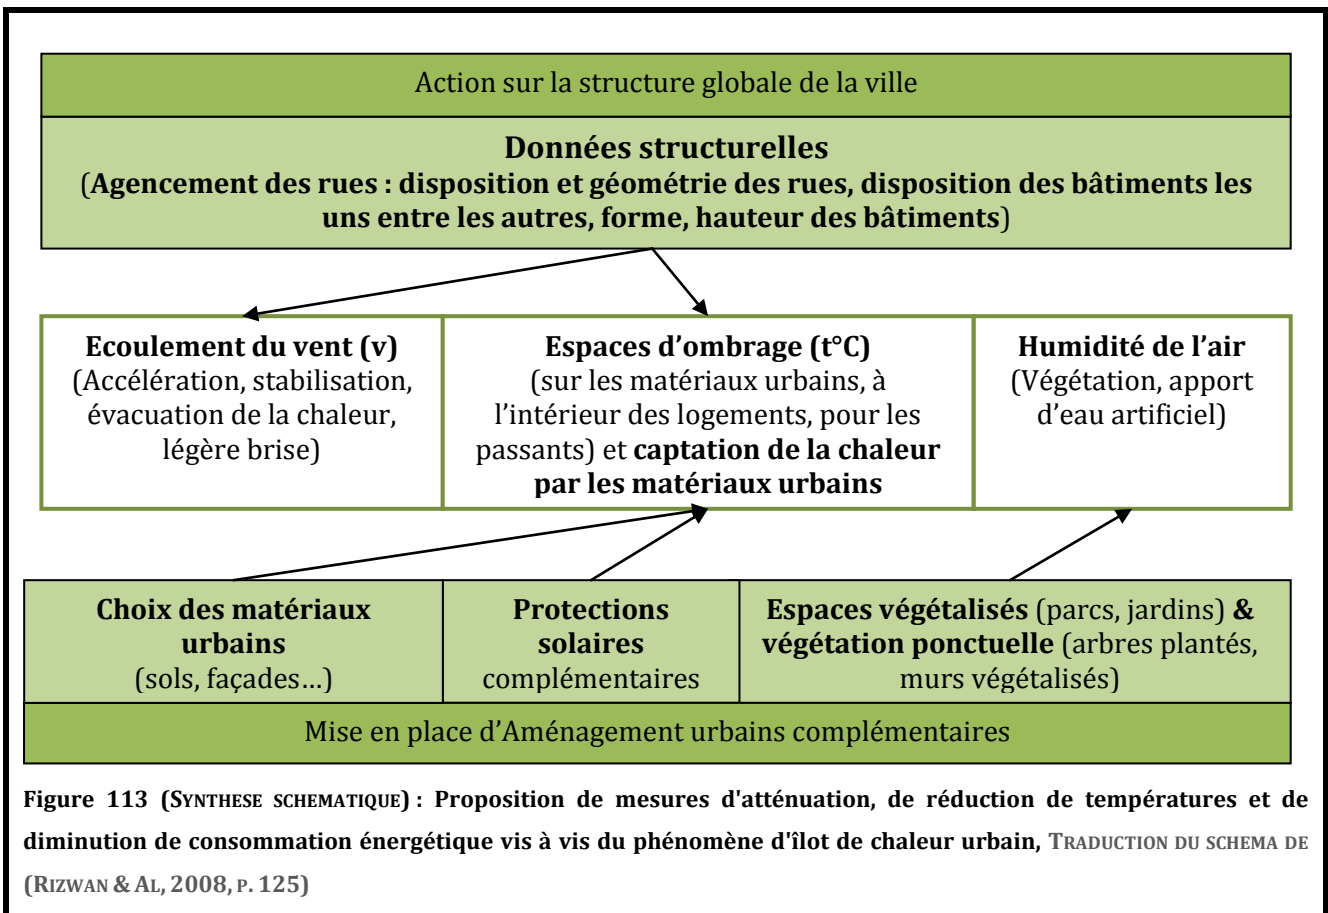 Action sur la structure globale de la ville
Données structurelles
(Agencement des rues : disposition et géométrie des rues, disposition des bâtiments les
uns entre les autres, forme, hauteur des bâtiments)
Ecoulement du vent (v)
(Accélération, stabilisation,
évacuation de la chaleur,
légère brise)
Espaces d'ombrage (t°C)
(sur les matériaux urbains, à
l'intérieur des logements, pour les
passants) et captation de la chaleur
par les matériaux urbains
Humidité de l'air
(Végétation, apport
d'eau artificiel)
Choix des matériaux
urbains
(sols, façades…)
Protections
solaires
complémentaires
Espaces végétalisés (parcs, jardins) &
végétation ponctuelle (arbres plantés,
murs végétalisés)
Mise en place d'Aménagement urbains complémentaires
Figure 113 (SYNTHESE SCHEMATIQUE) : Proposition de mesures d'atténuation, de réduction de températures et de
diminution de consommation énergétique vis à vis du phénomène d'îlot de chaleur urbain, TRADUCTION DU SCHEMA DE
(RIZWAN & AL, 2008, P. 125)